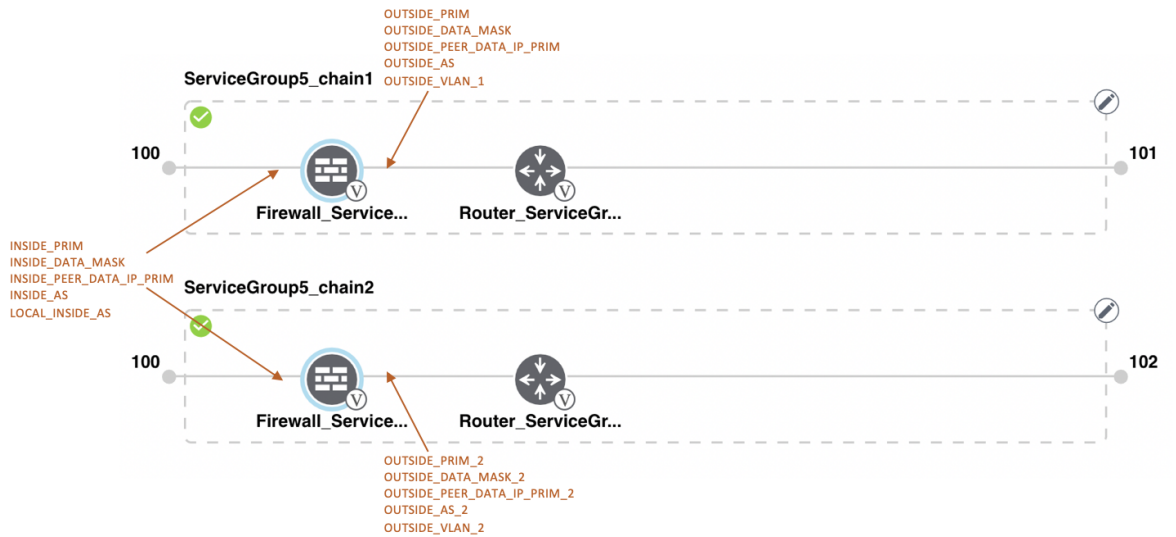 OUTSIDE_PRIM
OUTSIDE_DATA_MASK
OUTSIDE_PEER_DATA_IP_PRIM
OUTSIDE_AS
OUTSIDE_VLAN_1
ServiceGroup5_chain1
100
101
V
V
Firewall_Service...
Router_ServiceGr...
INSIDE_PRIM
INSIDE_DATA_MASK
INSIDE_PEER_DATA_IP_PRIM
INSIDE_AS
LOCAL_INSIDE_AS
ServiceGroup5_chain2
100
102
V
V
Firewall_Service...
Router_ServiceGr...
OUTSIDE_PRIM_2
OUTSIDE_DATA_MASK_2
OUTSIDE_PEER_DATA_IP_PRIM_2
OUTSIDE_AS_2
OUTSIDE_VLAN_2